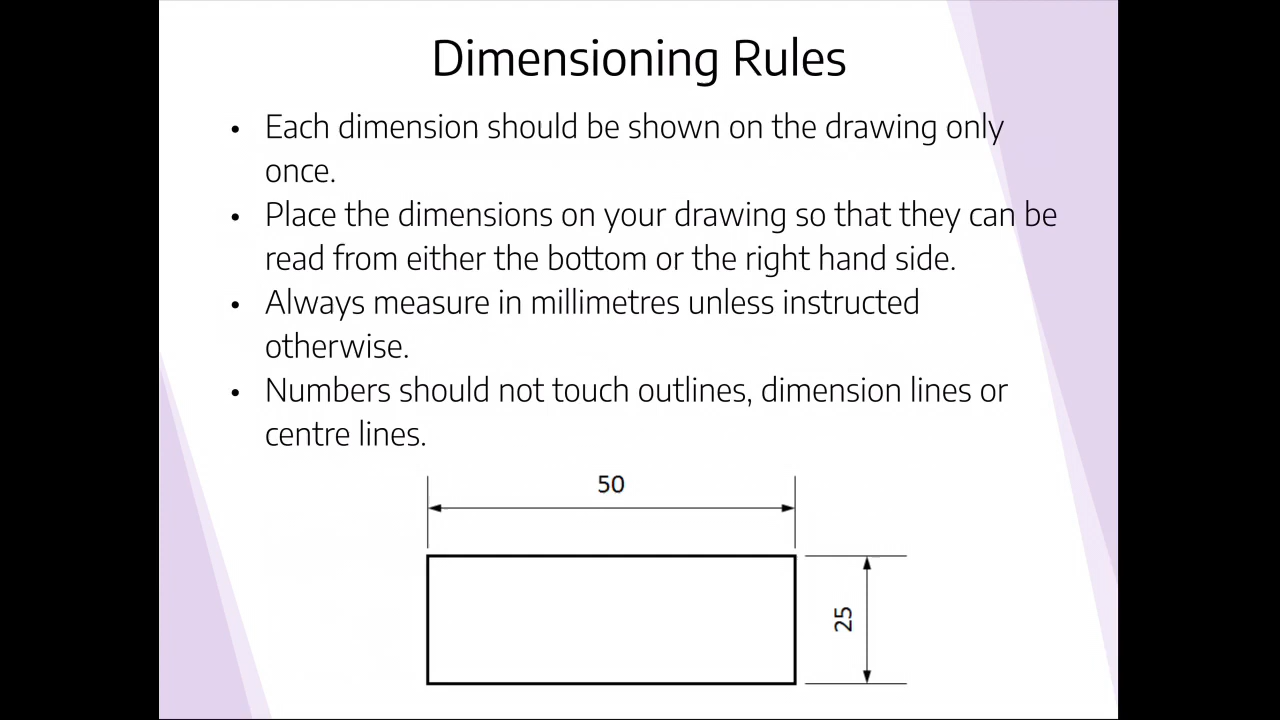 Dimensioning Rules
• Each dimension should be shown on the drawing only
once.
• Place the dimensions on your drawing so that they can be
read from either the bottom or the right hand side.
• Always measure in millimetres unless instructed
otherwise.
• Numbers should not touch outlines, dimension lines or
centre lines.
50
25